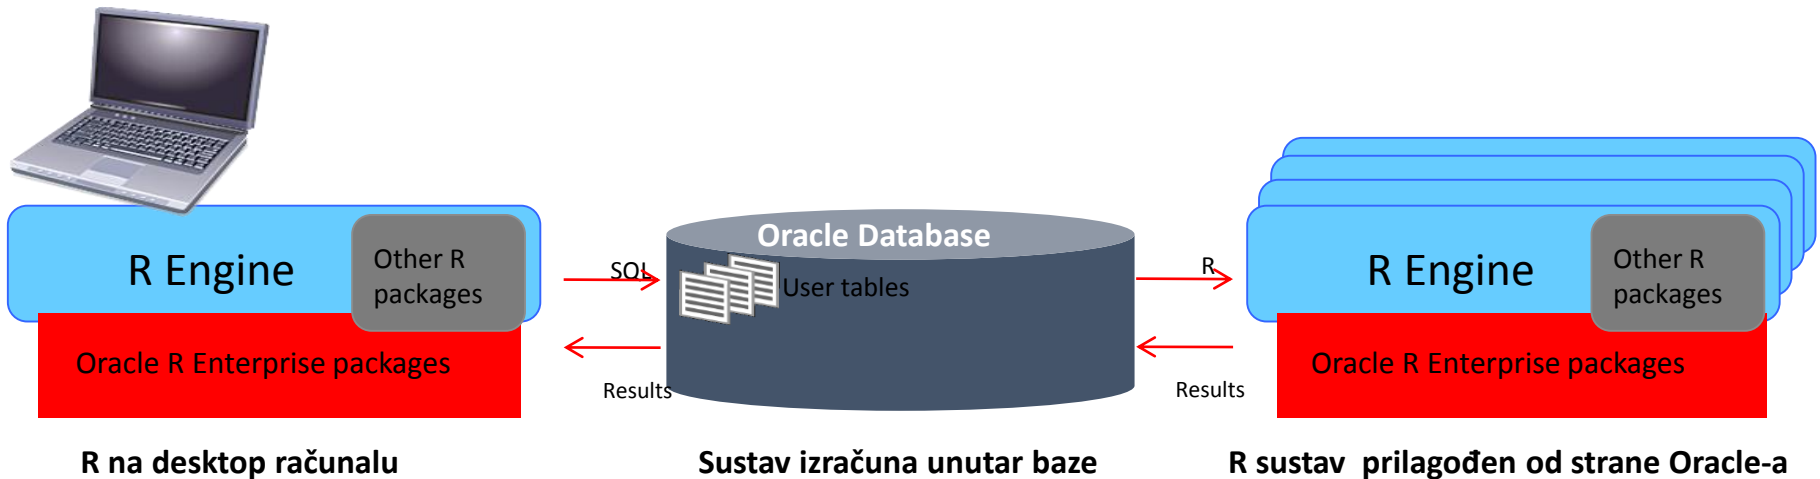 R Engine
Other R
packages
Oracle R Enterprise packages
R na desktop računalu
SQL
Results
Oracle Database
User tables
Sustav izračuna unutar baze
R
Results
R Engine
Other R
packages
Oracle R Enterprise packages
R sustav  prilagođen od strane Oracle-a